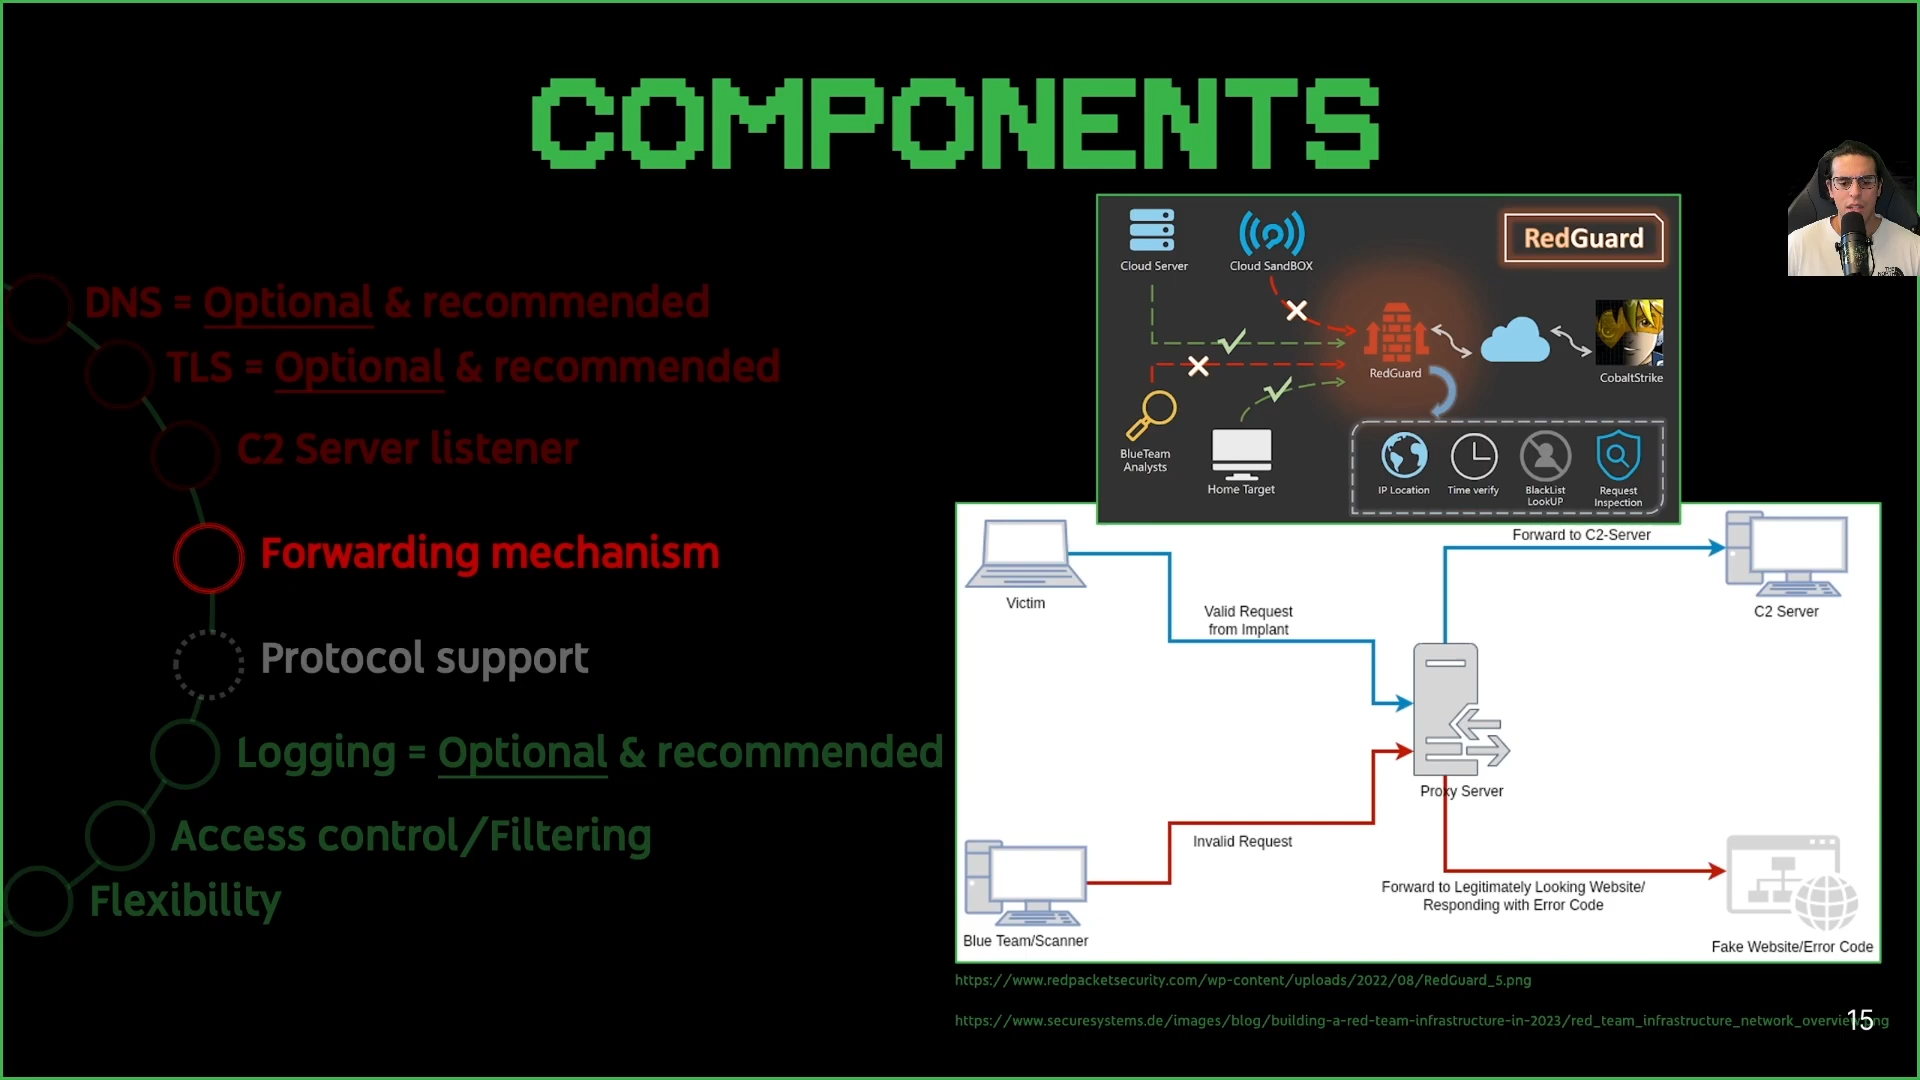 COMPONENTS
DNS = Optional & recommended
TLS = Optional & recommended
C2 Server listener
Forwarding mechanism
Protocol support
Logging = Optional & recommended
Access control/Filtering
Flexibility
Cloud Server
Cloud SandBOX
RedGuard
RedGuard
CobaltStrike
BlueTeam
Analysts
Home Target
IP Location
Time verify
BlackList
LookUP
Request
Inspection
Forward to C2-Server
Victim
C2 Server
Valid Request
from Implant
Proxy Server
Invalid Request
Forward to Legitimately Looking Website/
Responding with Error Code
Blue Team/Scanner
Fake Website/Error Code
https://www.redpacketsecurity.com/wp-content/uploads/2022/08/RedGuard_5.png
https://www.securesystems.de/images/blog/building-a-red-team-infrastructure-in-2023/red_team_infrastructure_network_overview.png
15